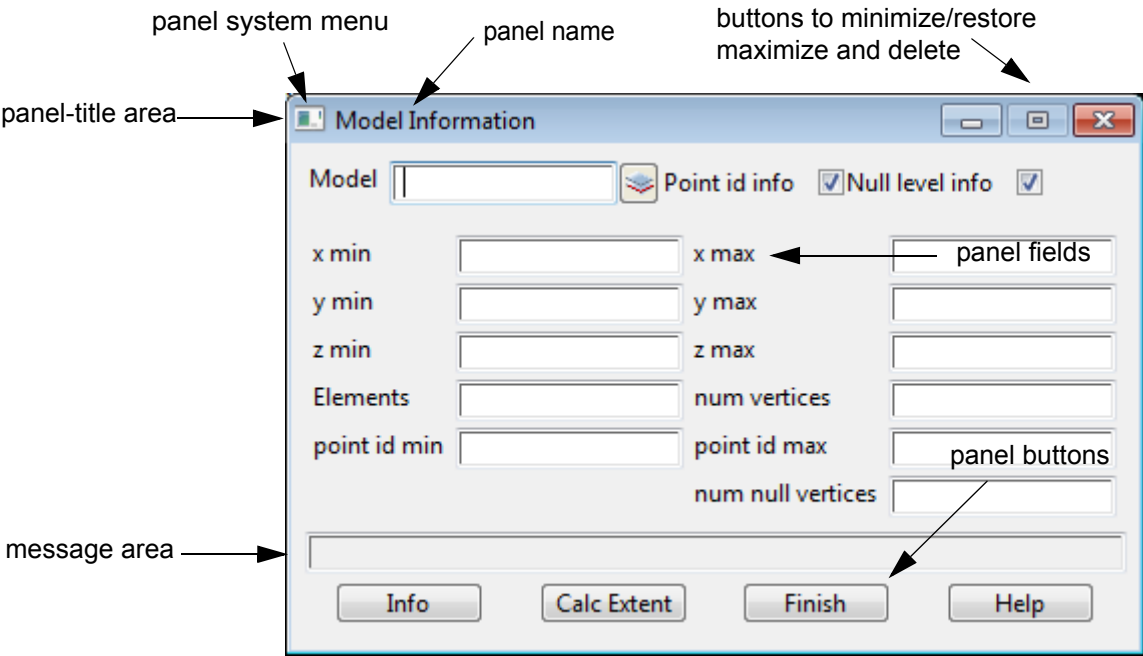 panel system menu
panel name
buttons to minimize/restore
maximize and delete
panel-title area
Model Information
Model
Point id info
Null level info
x min
x max
panel fields
y min
y max
z min
z max
Elements
num vertices
point id min
point id max
panel buttons
num null vertices
message area
Info
Calc Extent
Finish
Help